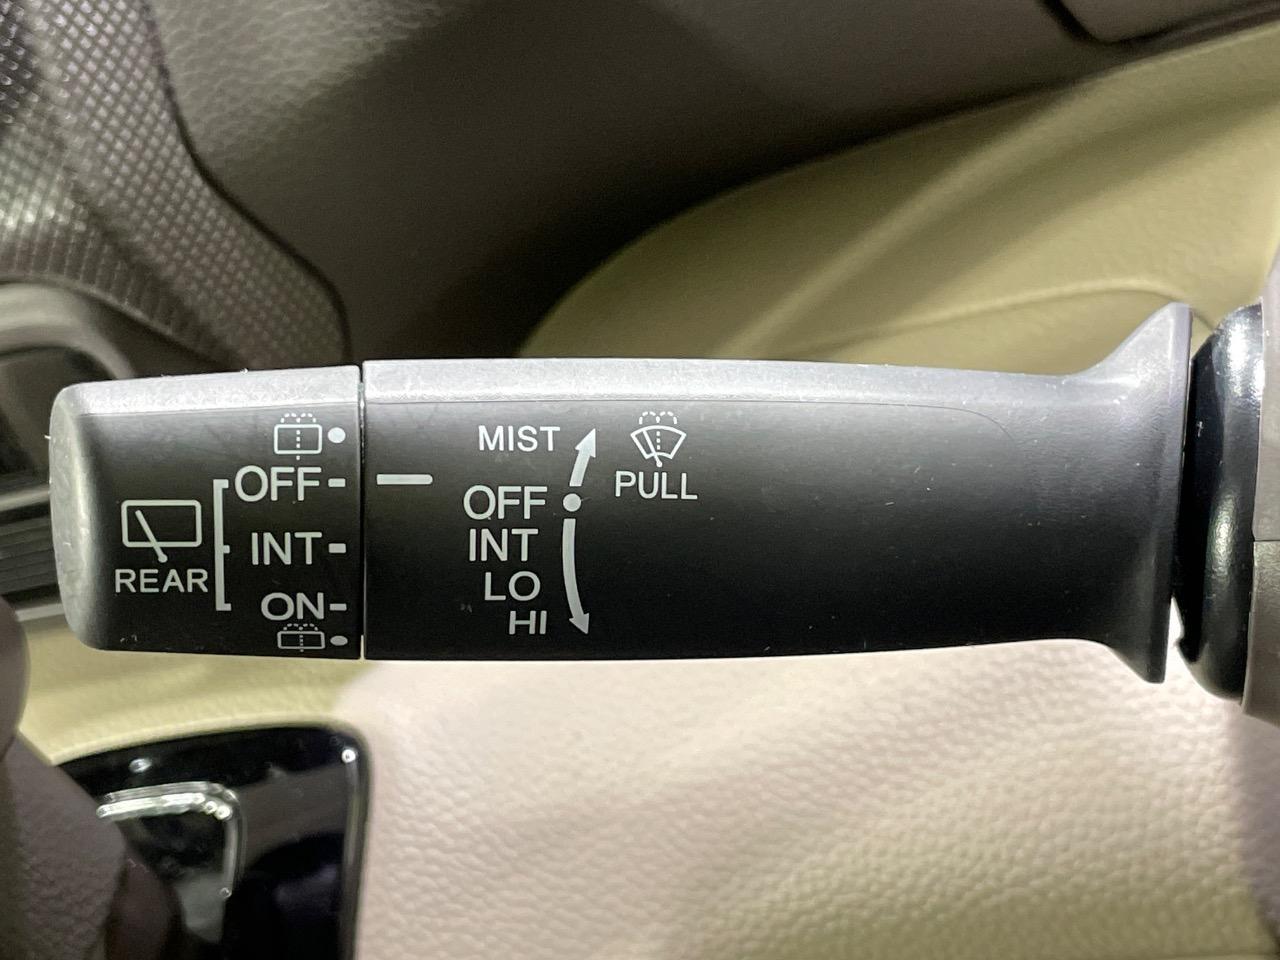 OFF
INT
ON
REAR
MIST
OFF
INT
LO
HI
PULL